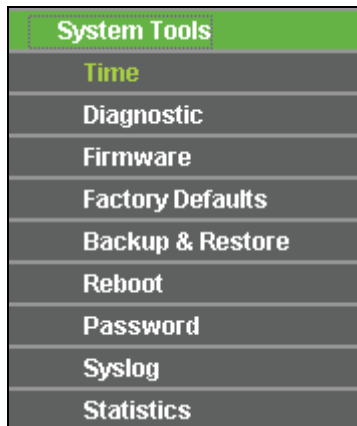 System Tools
Time
Diagnostic
Firmware
Factory Defaults
Backup & Restore
Reboot
Password
Syslog
Statistics